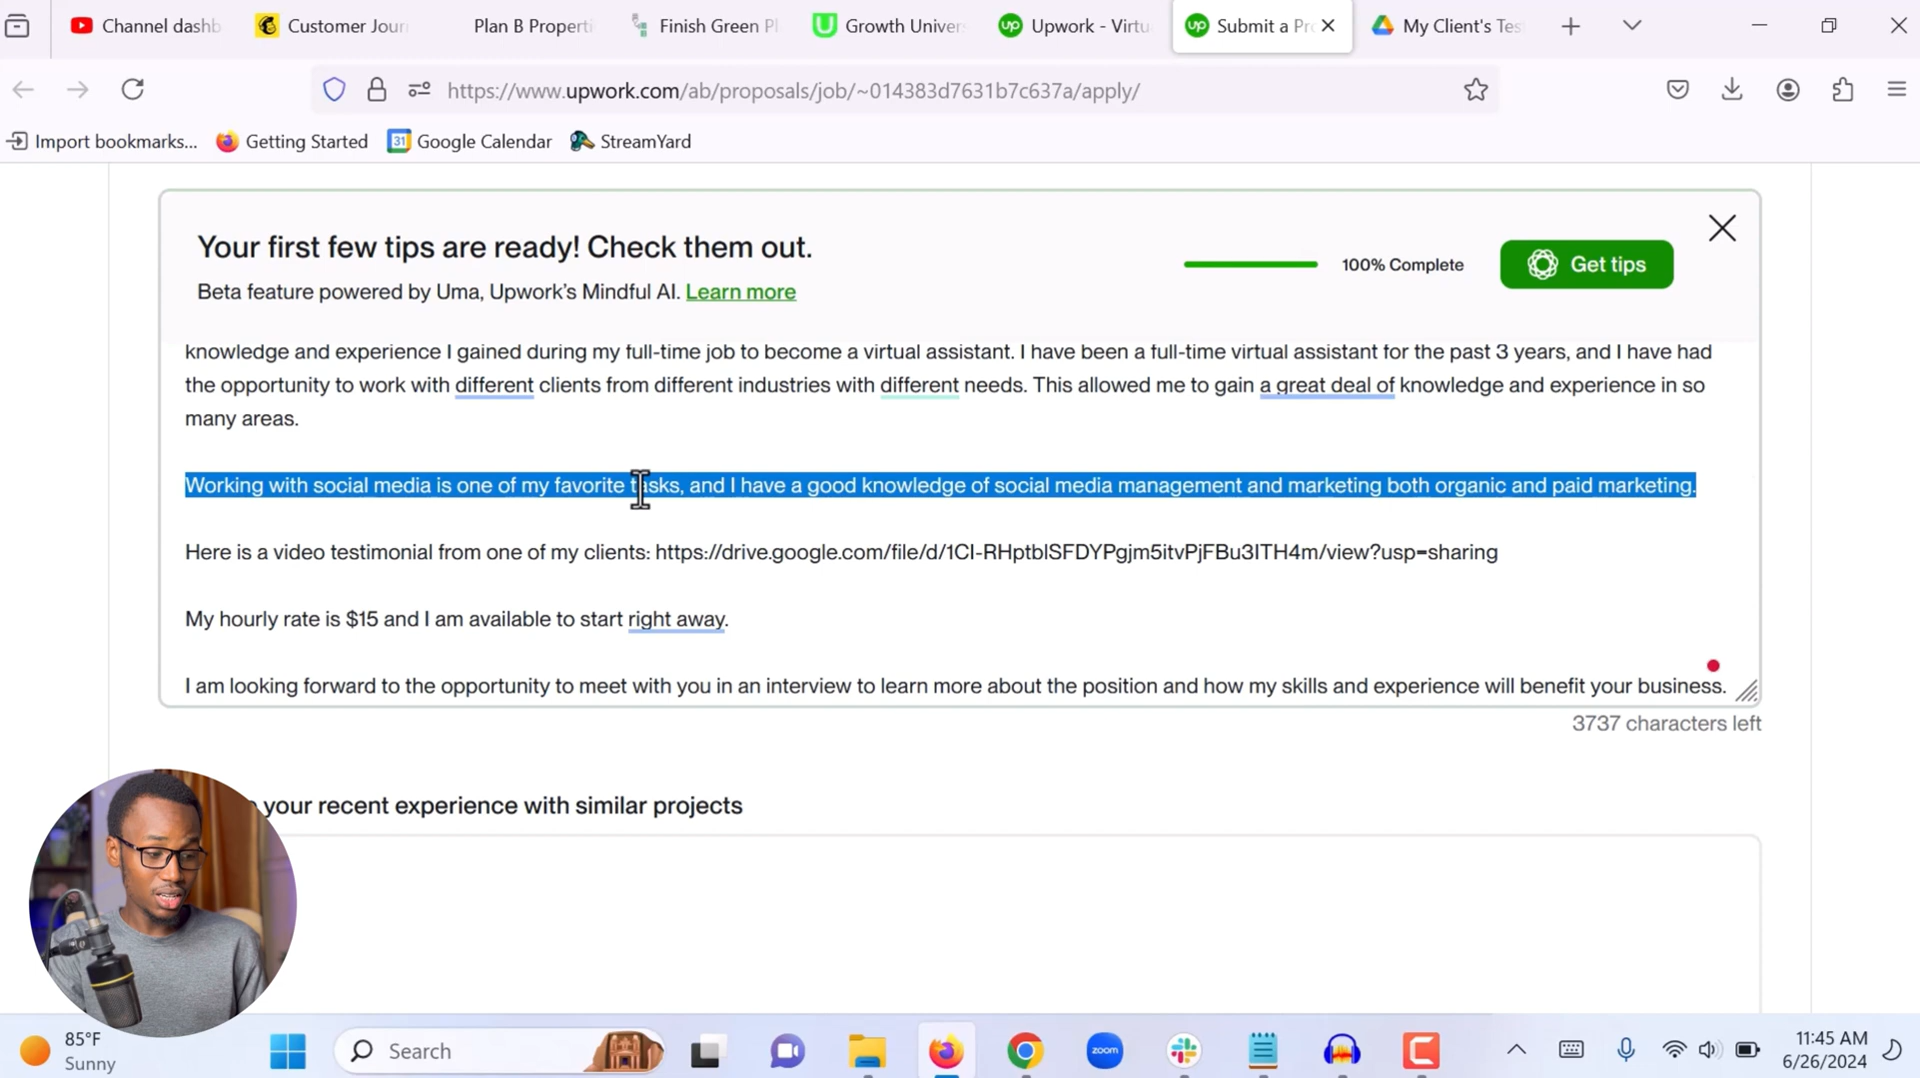 Channel dashb
Customer Jour
Plan B Properti
Finish Green Pl
Growth Univers
Upwork - Virtu
Submit a Pr
My Client's Tes
https://www.upwork.com/ab/proposals/job/~014383d7631b7c637a/apply/
Import bookmarks...
Getting Started
31
Google Calendar
StreamYard
Your first few tips are ready! Check them out.
Beta feature powered by Uma, Upwork's Mindful AI. Learn more
100% Complete
Get tips
knowledge and experience I gained during my full-time job to become a virtual assistant. I have been a full-time virtual assistant for the past 3 years, and I have had
the opportunity to work with different clients from different industries with different needs. This allowed me to gain a great deal of knowledge and experience in so
many areas.
Working with social media is one of my favorite tasks, and I have a good knowledge of social media management and marketing both organic and paid marketing.
Here is a video testimonial from one of my clients: https://drive.google.com/file/d/1CI-RHptblSFDYPgjm5itvPjFBu3ITH4m/view?usp=sharing
My hourly rate is $15 and I am available to start right away.
I am looking forward to the opportunity to meet with you in an interview to learn more about the position and how my skills and experience will benefit your business.
3737 characters left
your recent experience with similar projects
85°F
Sunny
Search
zoom
11:45 AM
6/26/2024